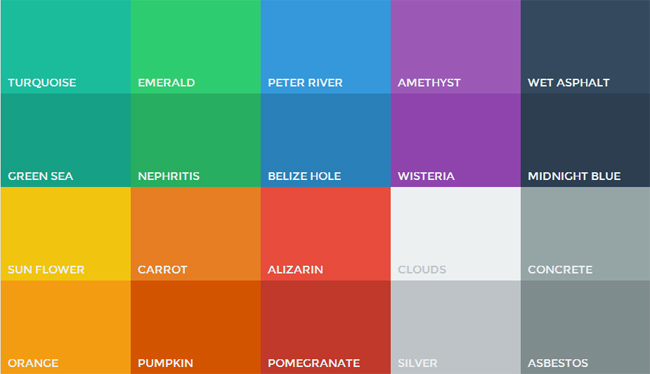 TURQUOISE
EMERALD
PETER RIVER
AMETHYST
WET ASPHALT
GREEN SEA
NEPHRITIS
BELIZE HOLE
WISTERIA
MIDNIGHT BLUE
SUN FLOWER
CARROT
ALIZARIN
CLOUDS
CONCRETE
ORANGE
PUMPKIN
POMEGRANATE
SILVER
ASBESTOS